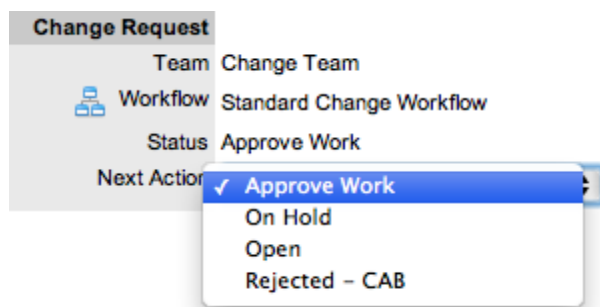 Change Request
Team Change Team
Workflow Standard Change Workflow
Status Approve Work
Next Action ✓ Approve Work
On Hold
Open
Rejected – CAB